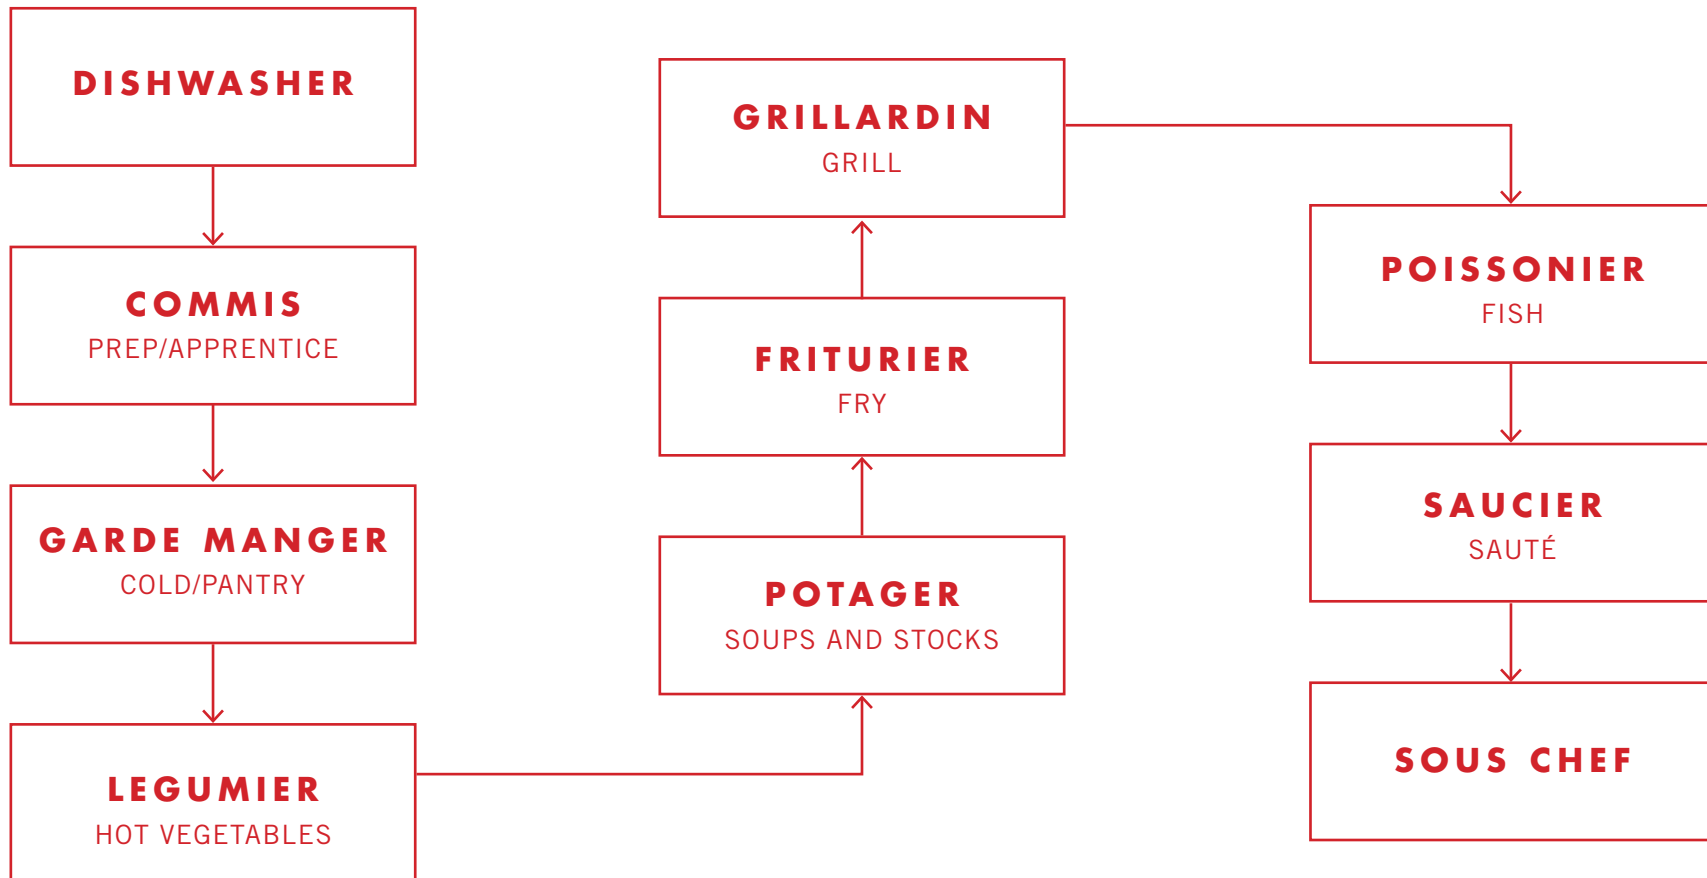 DISHWASHER
COMMIS
PREP/APPRENTICE
GARDE MANGER
COLD/PANTRY
LEGUMIER
HOT VEGETABLES
POTAGER
SOUPS AND STOCKS
FRITURIER
FRY
GRILLARDIN
GRILL
POISSONIER
FISH
SAUCIER
SAUTÉ
SOUS CHEF